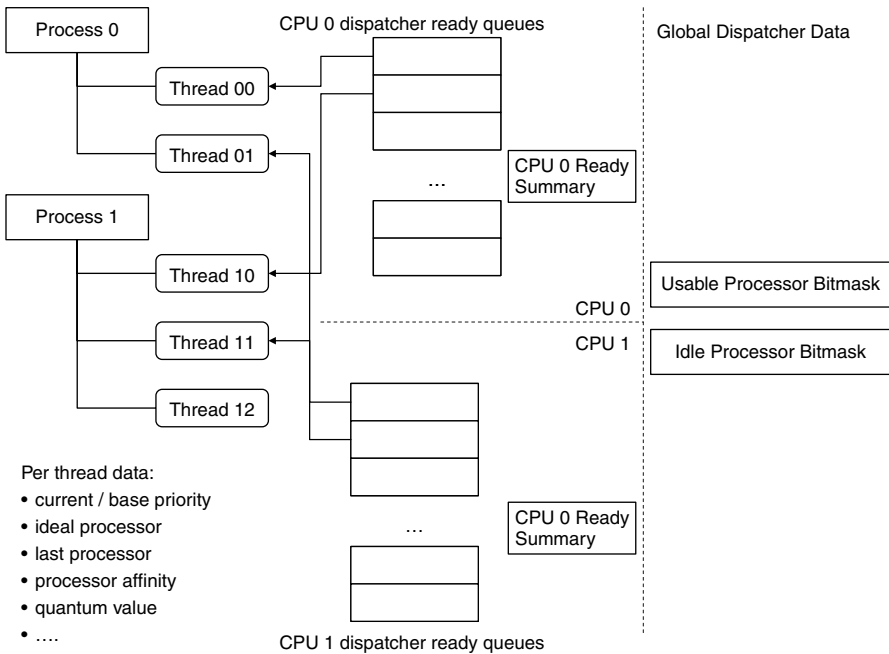 Process 0
CPU 0 dispatcher ready queues
Global Dispatcher Data
Thread 00
Thread 01
...
CPU 0 Ready
Summary
Process 1
Thread 10
Usable Processor Bitmask
CPU 0
CPU 1
Thread 11
Idle Processor Bitmask
Thread 12
Per thread data:
• current / base priority
• ideal processor
• last processor
• processor affinity
• quantum value
• ....
...
CPU 0 Ready
Summary
CPU 1 dispatcher ready queues